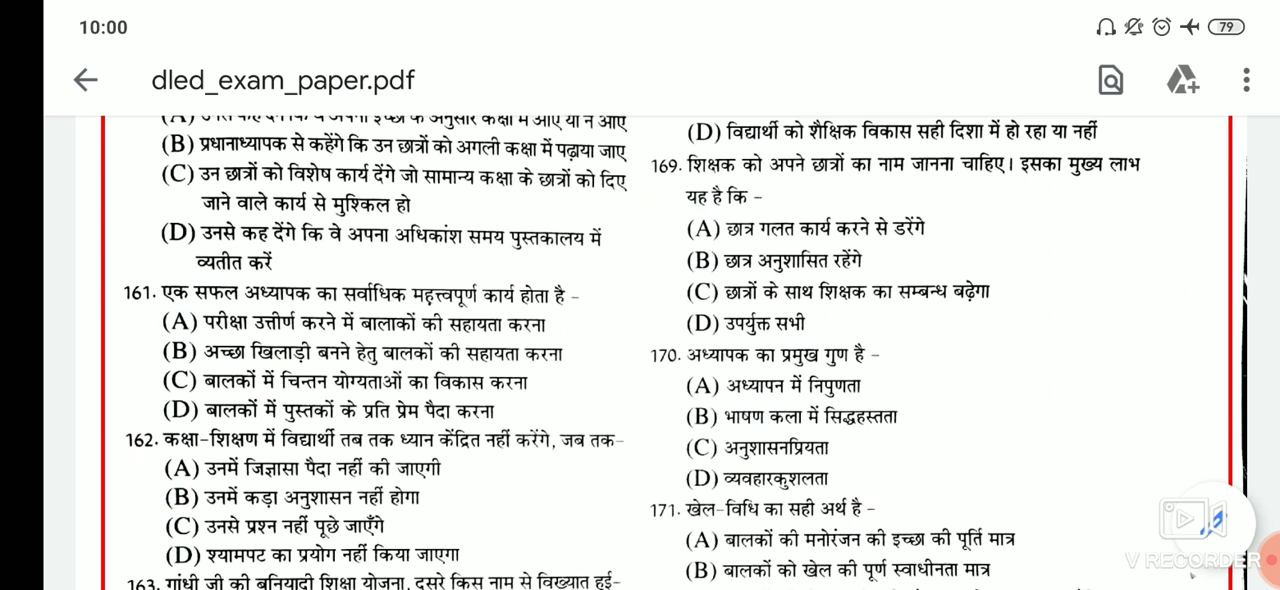 10:00
79
dled_exam_paper.pdf
(B) प्रधानाध्यापक से कहेंगे कि उन छात्रों को अगली कक्षा में पढ़ाया जाए
(C) उन छात्रों को विशेष कार्य देंगे जो सामान्य कक्षा के छात्रों को दिए
जाने वाले कार्य से मुश्किल हो
(D) उनसे कह देंगे कि वे अपना अधिकांश समय पुस्तकालय में
व्यतीत करें
161. एक सफल अध्यापक का सर्वाधिक महत्त्वपूर्ण कार्य होता है -
(A) परीक्षा उत्तीर्ण करने में बालाकों की सहायता करना
(B) अच्छा खिलाड़ी बनने हेतु बालकों की सहायता करना
(C) बालकों में चिन्तन योग्यताओं का विकास करना
(D) बालकों में पुस्तकों के प्रति प्रेम पैदा करना
162. कक्षा-शिक्षण में विद्यार्थी तब तक ध्यान केंद्रित नहीं करेंगे, जब तक-
(A) उनमें जिज्ञासा पैदा नहीं की जाएगी
(B) उनमें कड़ा अनुशासन नहीं होगा
(C) उनसे प्रश्न नहीं पूछे जाएँगे
(D) श्यामपट का प्रयोग नहीं किया जाएगा
163. गांधी जी की बुनियादी शिक्षा योजना, दूसरे किस नाम से विख्यात हुई-
(D) विद्यार्थी को शैक्षिक विकास सही दिशा में हो रहा या नहीं
169. शिक्षक को अपने छात्रों का नाम जानना चाहिए। इसका मुख्य लाभ
यह है कि -
(A) छात्र गलत कार्य करने से डरेंगे
(B) छात्र अनुशासित रहेंगे
(C) छात्रों के साथ शिक्षक का सम्बन्ध बढ़ेगा
(D) उपर्युक्त सभी
170. अध्यापक का प्रमुख गुण है -
(A) अध्यापन में निपुणता
(B) भाषण कला में सिद्धहस्तता
(C) अनुशासनप्रियता
(D) व्यवहारकुशलता
171. खेल-विधि का सही अर्थ है -
(A) बालकों की मनोरंजन की इच्छा की पूर्ति मात्र
(B) बालकों को खेल की पूर्ण स्वाधीनता मात्र
V RECORDER